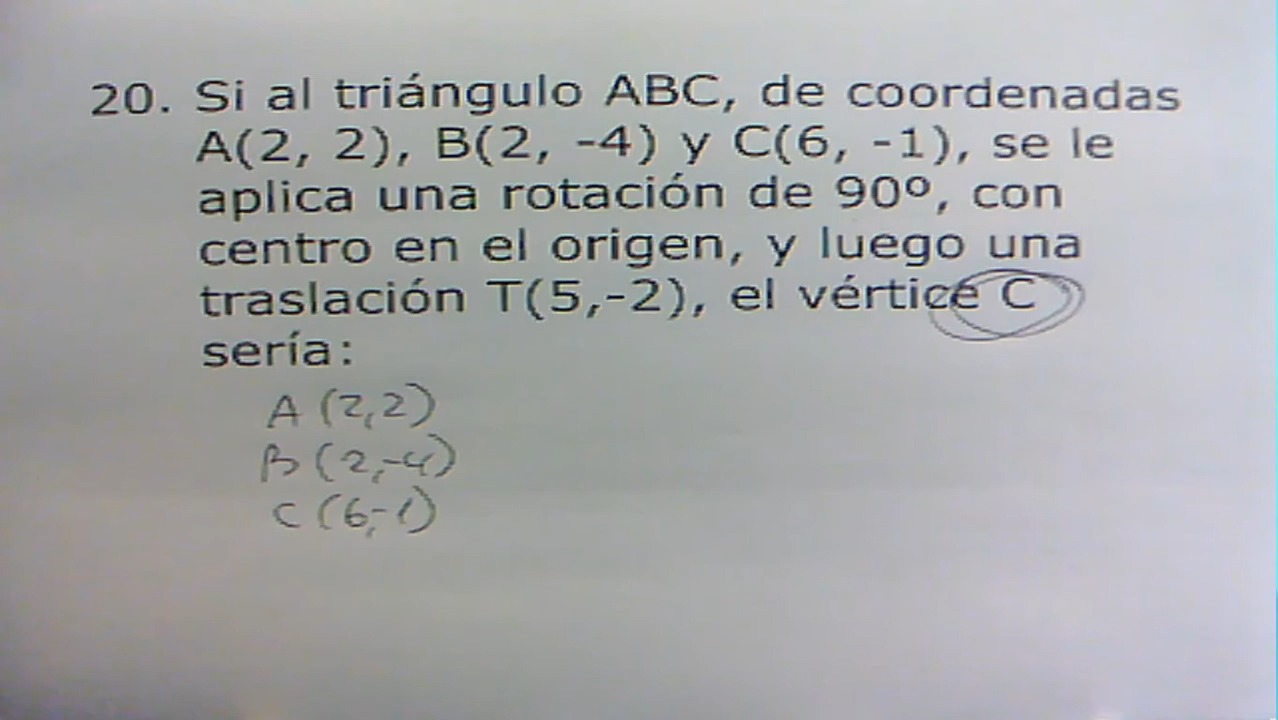 20. Si al triángulo ABC, de coordenadas
A(2, 2), B(2, -4) y C(6, -1), se le
aplica una rotación de 90º, con
centro en el origen, y luego una
traslación T(5,-2), el vértice C
sería:
A (2,2)
B (2,-4)
C (6,-1)